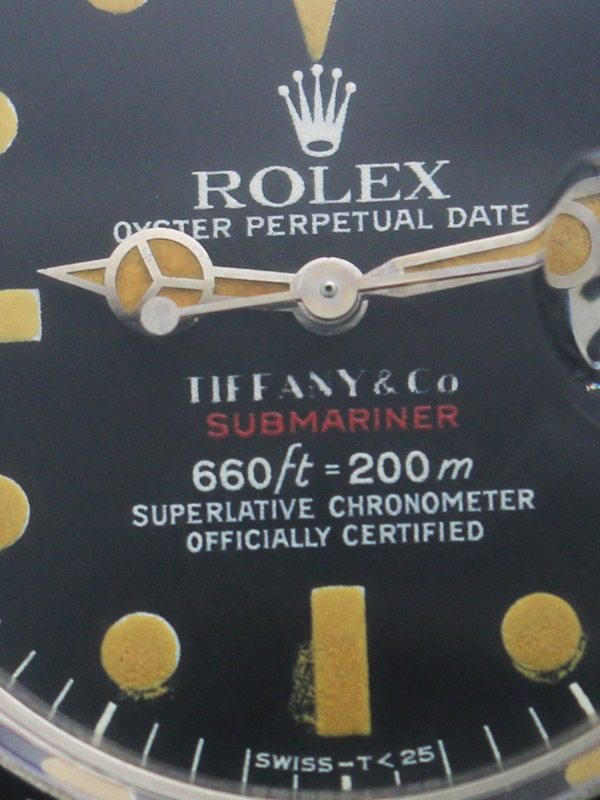 ROLEX
OYSTER PERPETUAL DATE
TIFFANY & Co
SUBMARINER
660ft = 200m
SUPERLATIVE CHRONOMETER
OFFICIALLY CERTIFIED
SWISS - T < 25